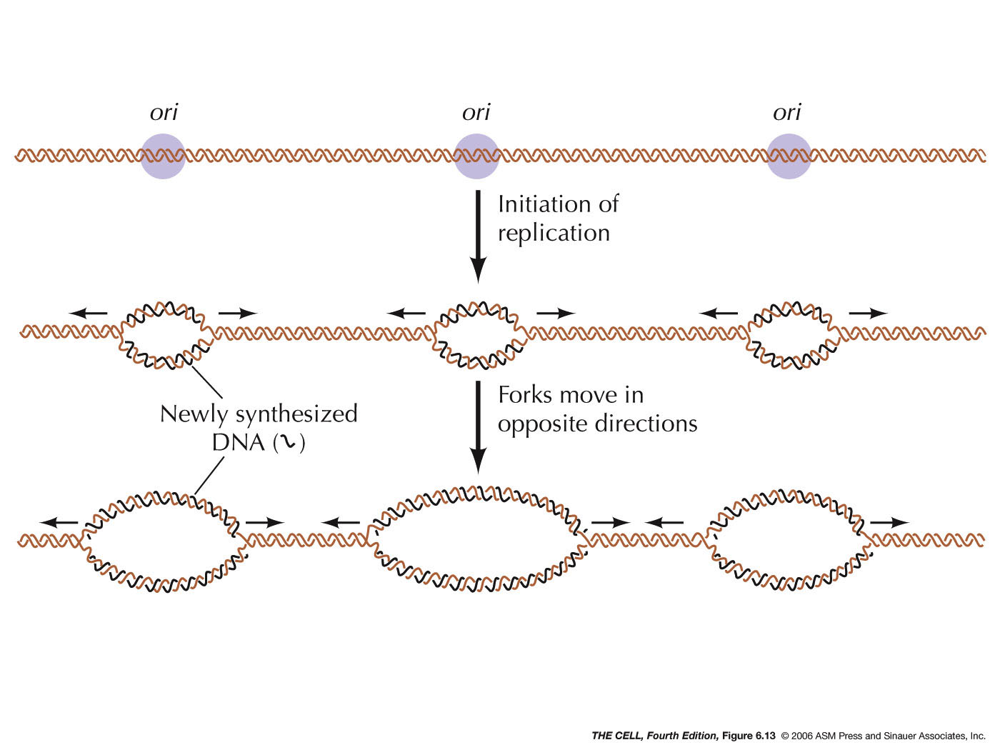 ori
ori
ori
Initiation of
replication
Forks move in
opposite directions
Newly synthesized
DNA ( )
THE CELL, Fourth Edition, Figure 6.13 © 2006 ASM Press and Sinauer Associates, Inc.